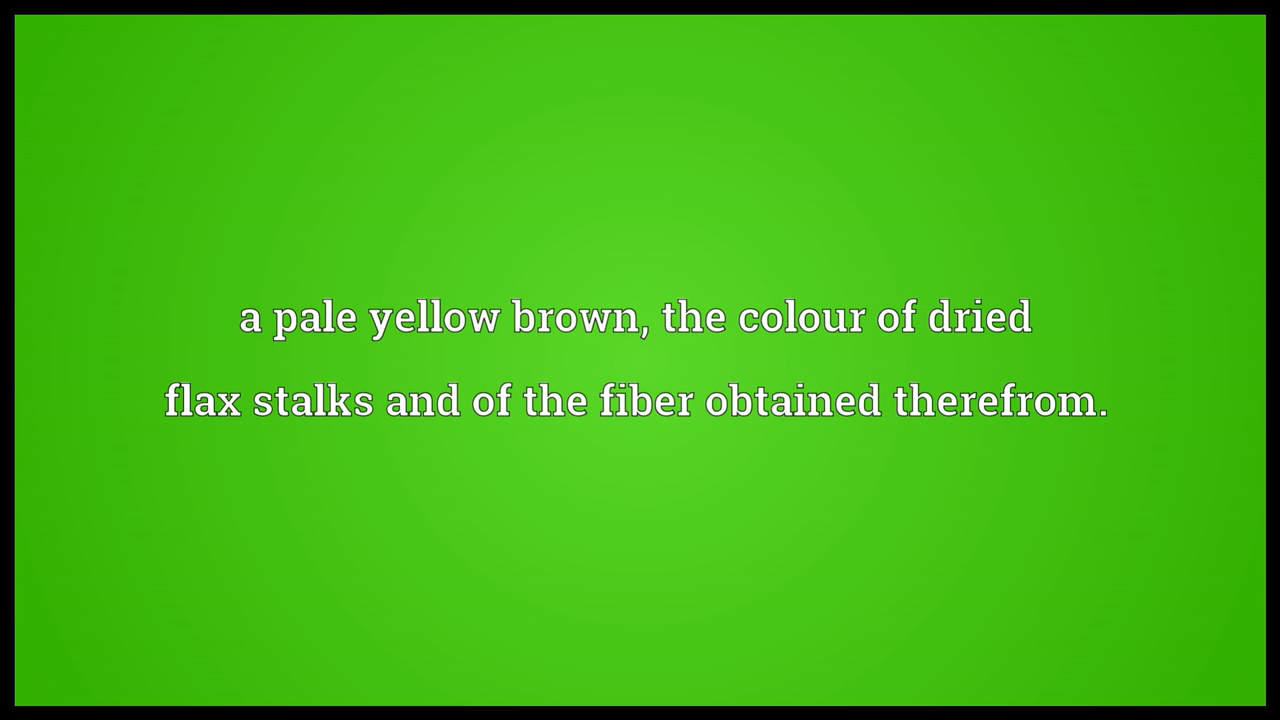 a pale yellow brown, the colour of dried
flax stalks and of the fiber obtained therefrom.